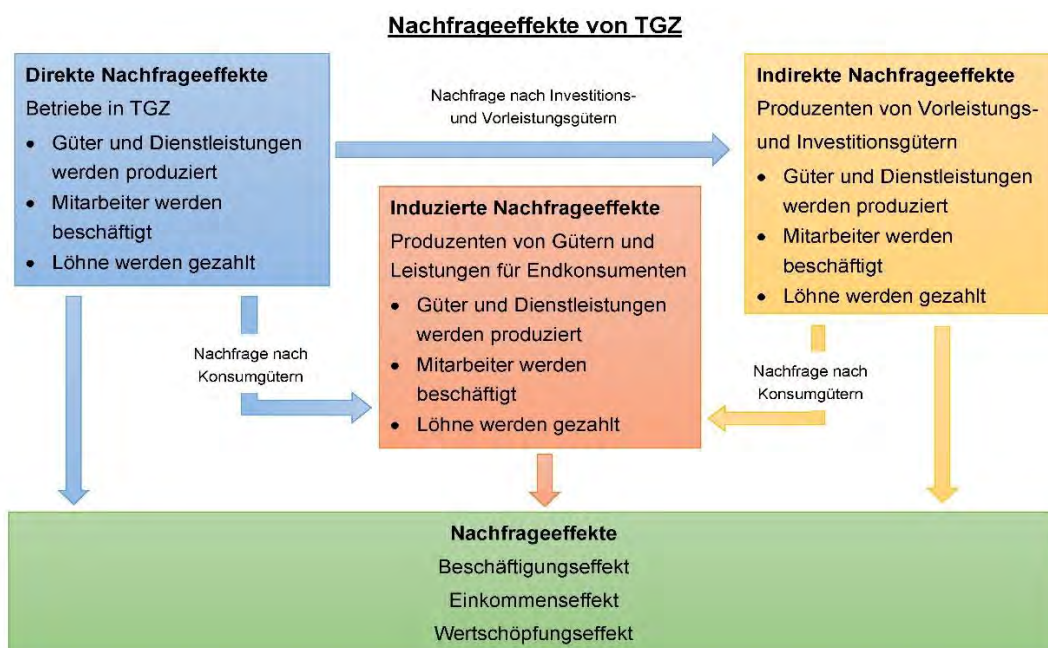 Nachfrageeffekte von TGZ
Direkte Nachfrageeffekte
Betriebe in TGZ
• Güter und Dienstleistungen
werden produziert
• Mitarbeiter werden
beschäftigt
• Löhne werden gezahlt
Nachfrage nach Investitions-
und Vorleistungsgütern
Indirekte Nachfrageeffekte
Produzenten von Vorleistungs-
und Investitionsgütern
• Güter und Dienstleistungen
werden produziert
• Mitarbeiter werden
beschäftigt
• Löhne werden gezahlt
Induzierte Nachfrageeffekte
Produzenten von Gütern und
Leistungen für Endkonsumenten
• Güter und Dienstleistungen
werden produziert
• Mitarbeiter werden
beschäftigt
• Löhne werden gezahlt
Nachfrage nach
Konsumgütern
Nachfrage nach
Konsumgütern
Nachfrageeffekte
Beschäftigungseffekt
Einkommenseffekt
Wertschöpfungseffekt